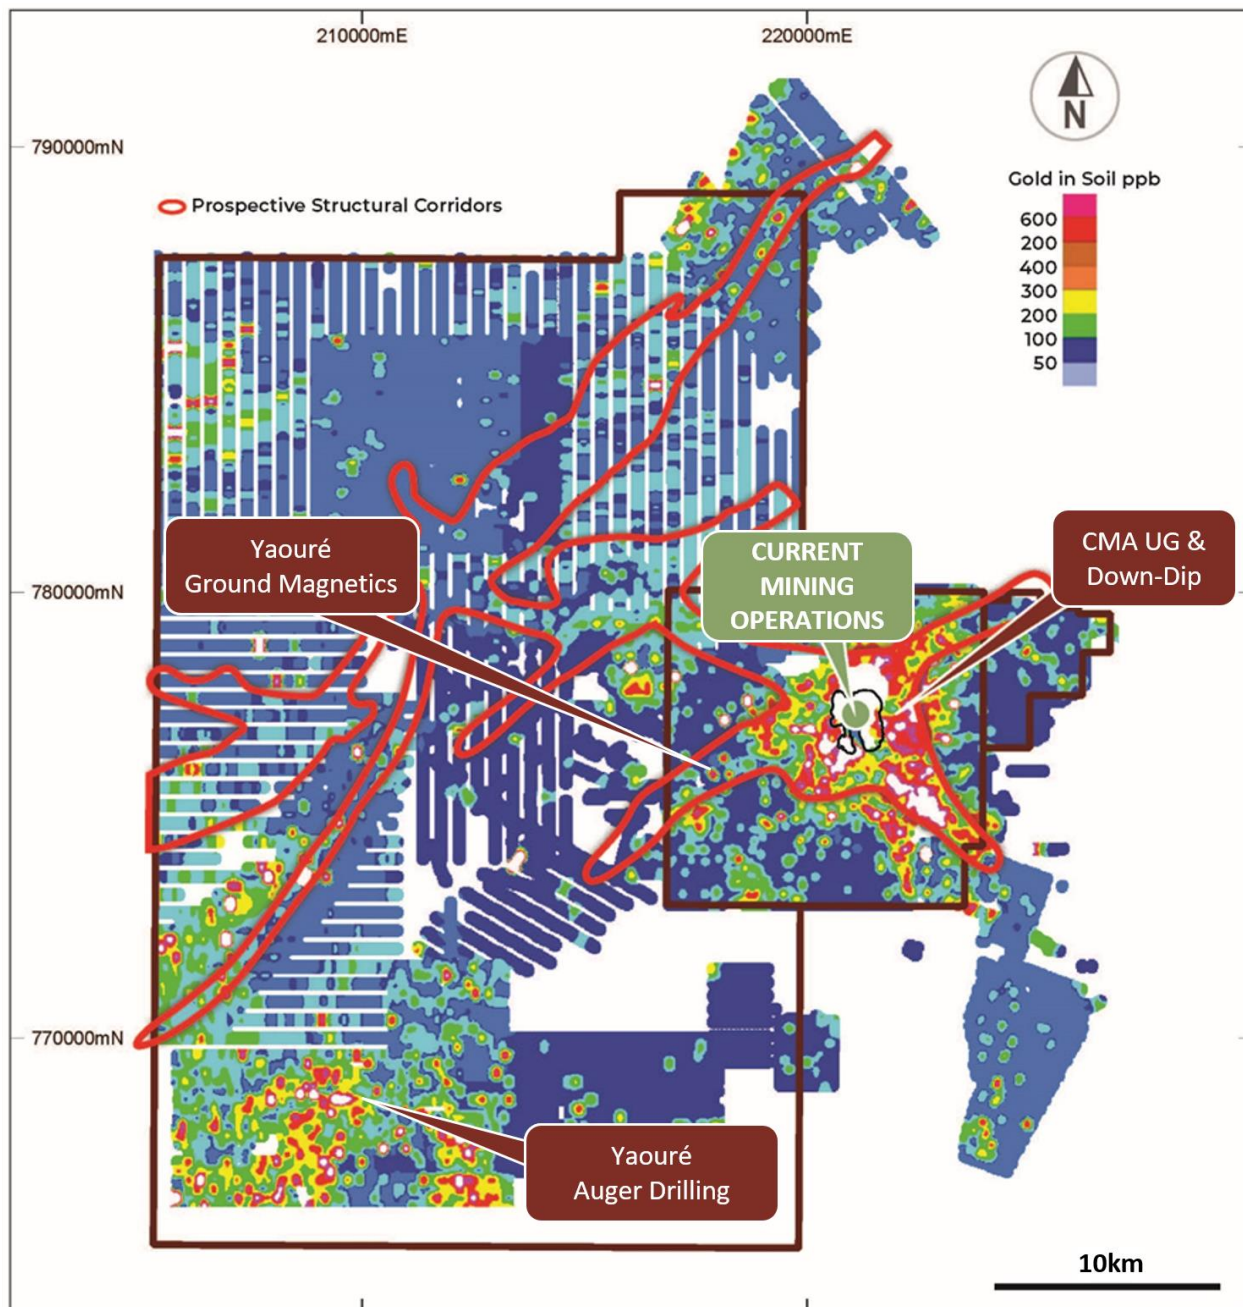 210000mE
220000mE
790000mN
N
Prospective Structural Corridors
Gold in Soil ppb
600
200
400
300
200
100
50
Yaouré
Ground Magnetics
CURRENT
MINING
OPERATIONS
CMA UG &
Down-Dip
780000mN
770000mN
Yaouré
Auger Drilling
10km